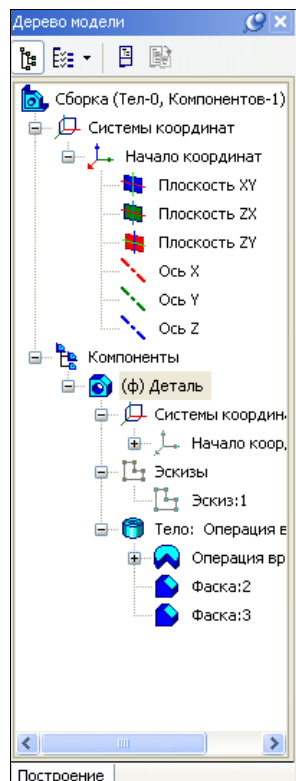 Дерево модели
Сборка (Тел-0, Компонентов-1)
Системы координат
Начало координат
Плоскость XY
Плоскость ZX
Плоскость ZY
Ось X
Ось Y
Ось Z
Компоненты
(ф) Деталь
Системы координ
Начало коор
Эскизы
Эскиз:1
Тело: Операция в
Операция вр
Фаска:2
Фаска:3
Построение